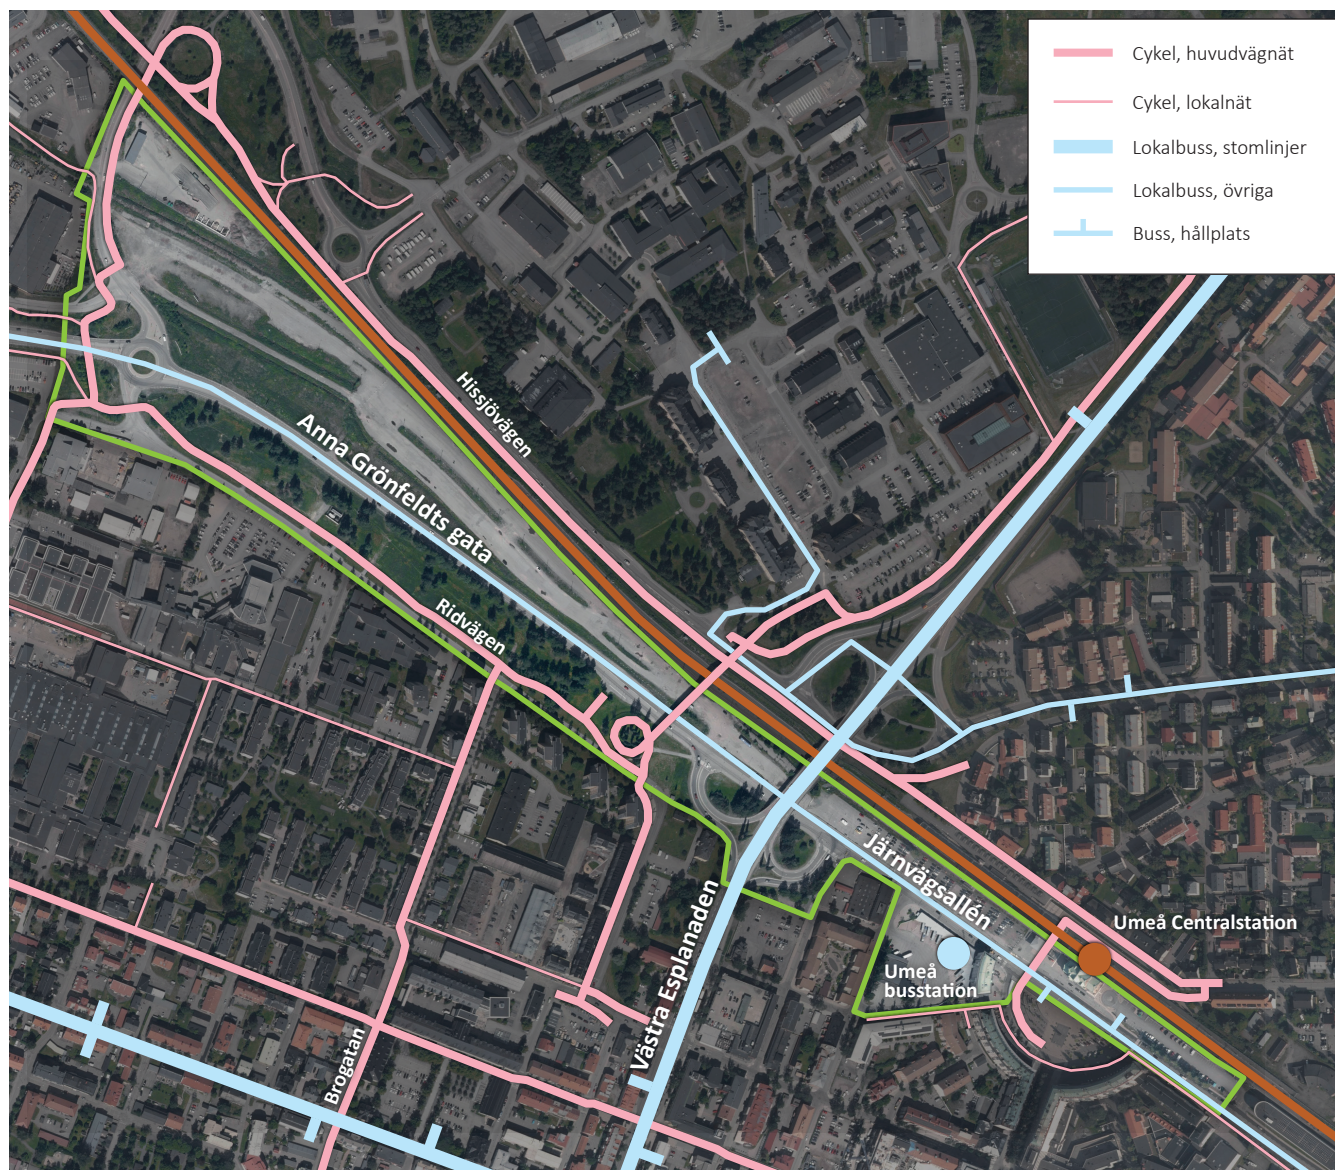 Cykel, huvudvägnät
Cykel, lokalnät
Lokalbuss, stomlinjer
Lokalbuss, övriga
Buss, hållplats
Hissjövägen
Anna Grönfeldts gata
Ridvägen
Järnvägsallén
Umeå Centralstation
Västra Esplanaden
Umeå
busstation
Brogatan